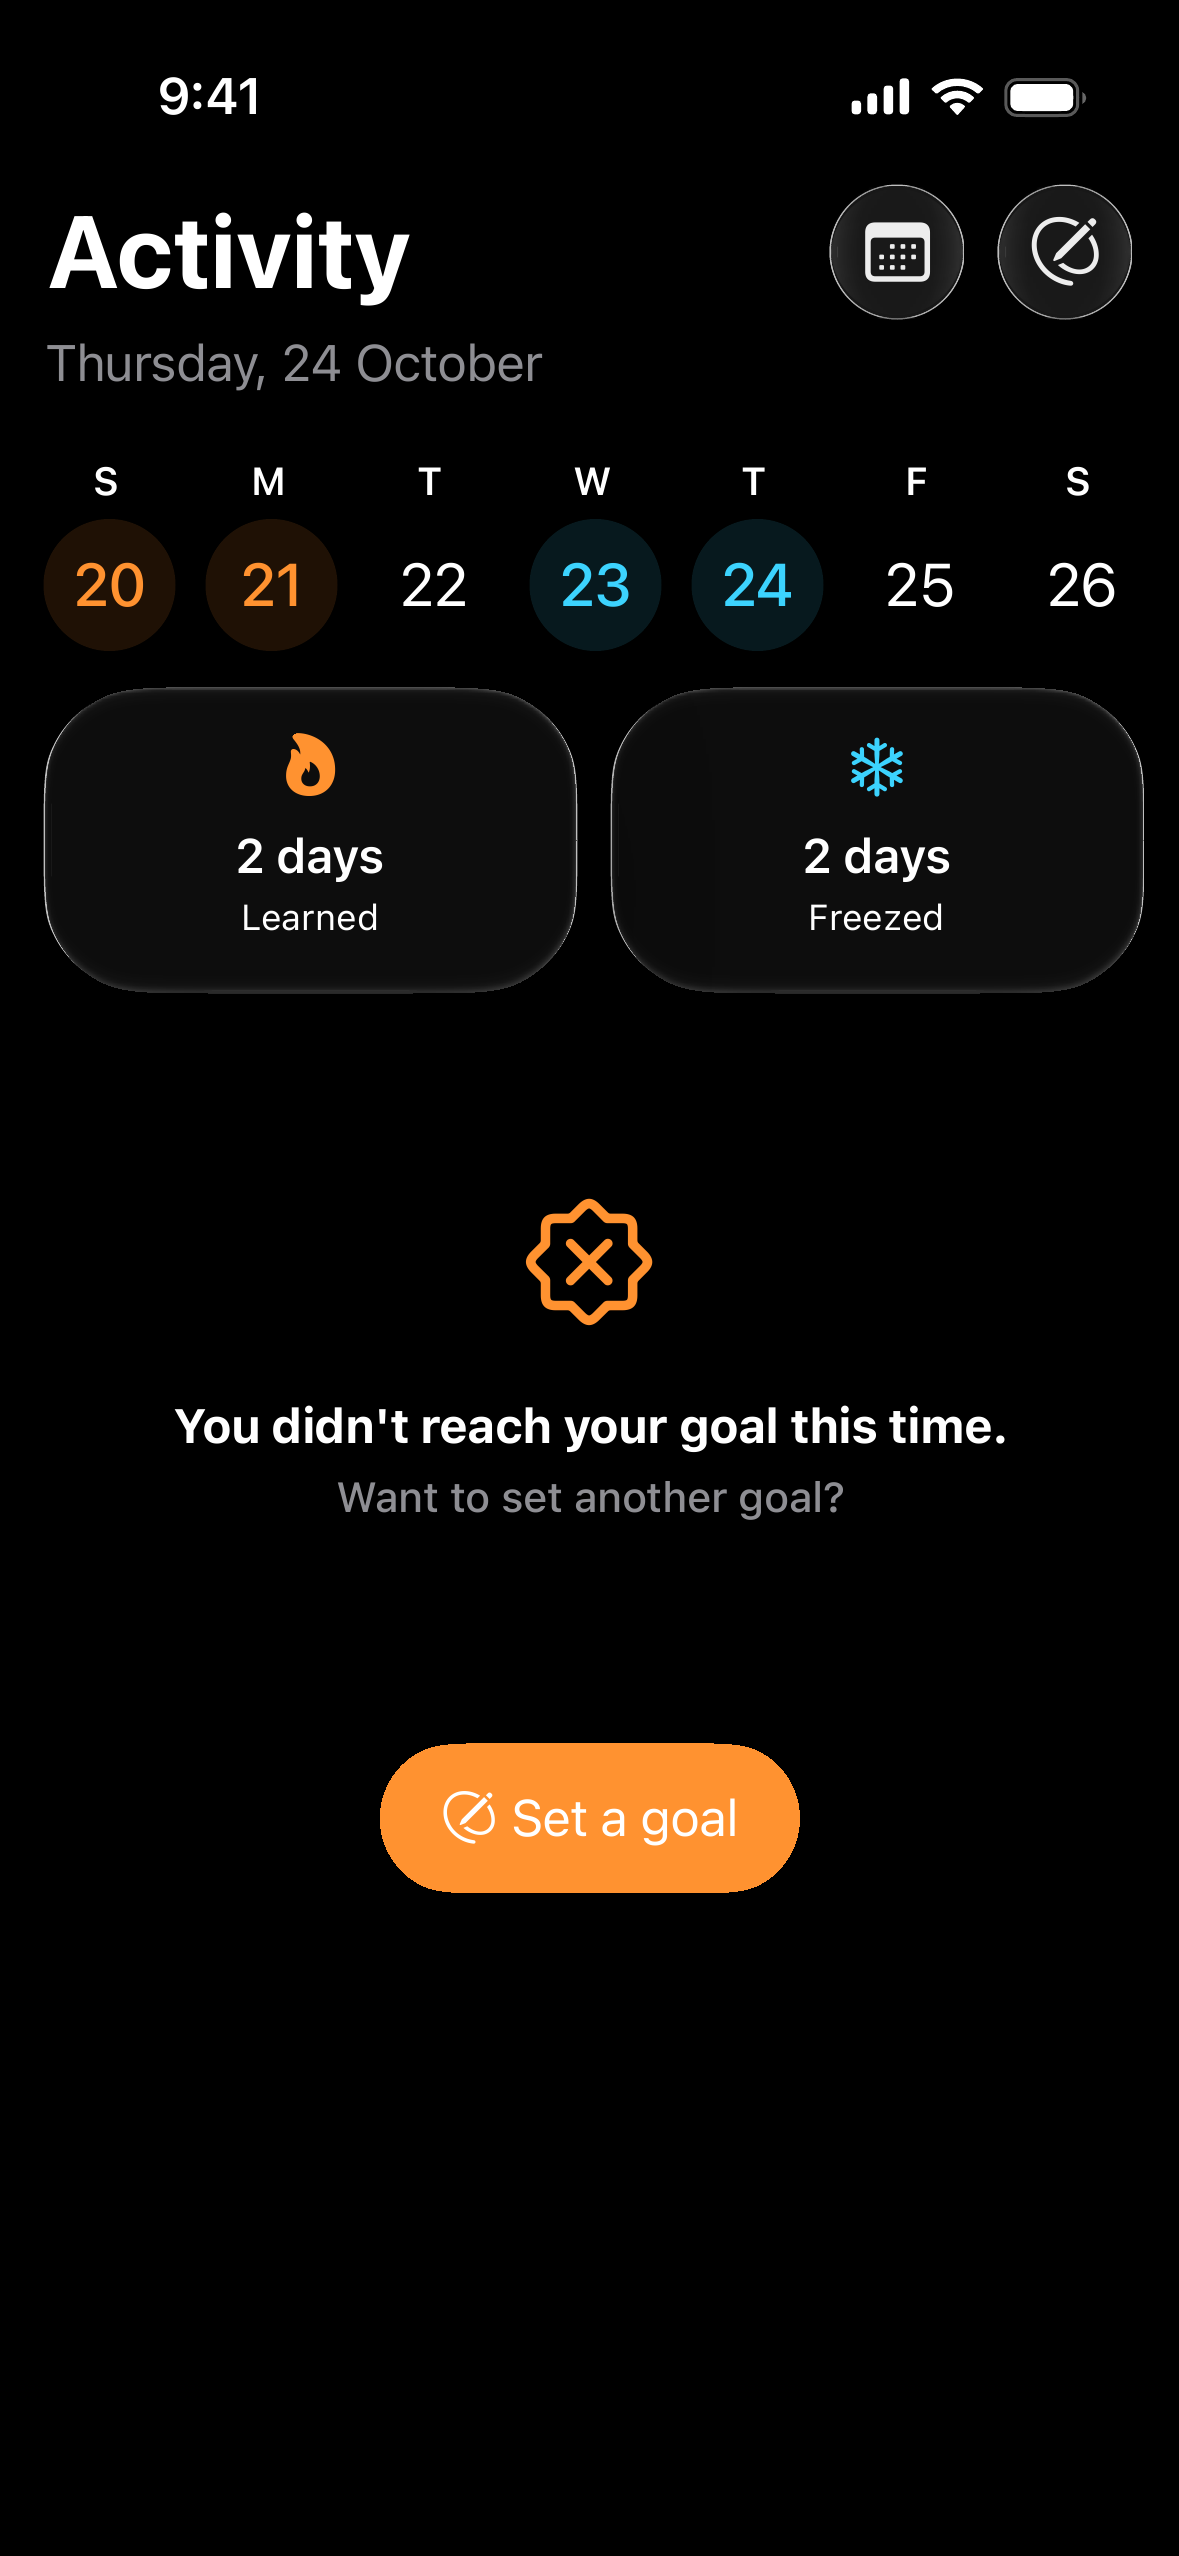 9:41
Activity
Thursday, 24 October
S M T W T F S
20 21 22 23 24 25 26
2 days 2 days
Learned Freezed
You didn't reach your goal this time.
Want to set another goal?
Set a goal